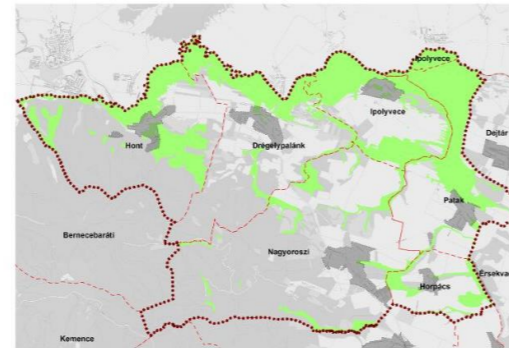 Ipolyvece
Ipolyvece
Dejtár
Hont
Drégelypalánk
Patak
Bernecebaráti
Nagyoroszi
Horpács
Érsekva
Kemence